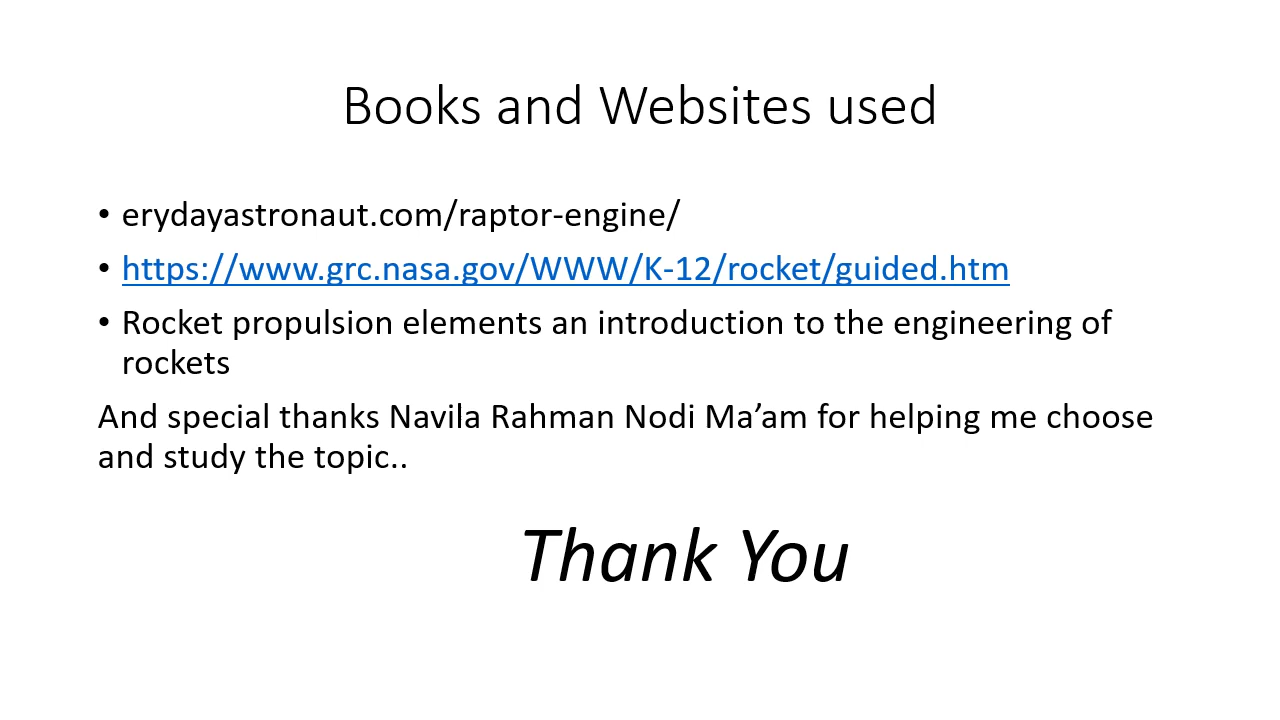 Books and Websites used
• erydayastronaut.com/raptor-engine/
• https://www.grc.nasa.gov/WWW/K-12/rocket/guided.htm
• Rocket propulsion elements an introduction to the engineering of
rockets
And special thanks Navila Rahman Nodi Ma’am for helping me choose
and study the topic..
Thank You